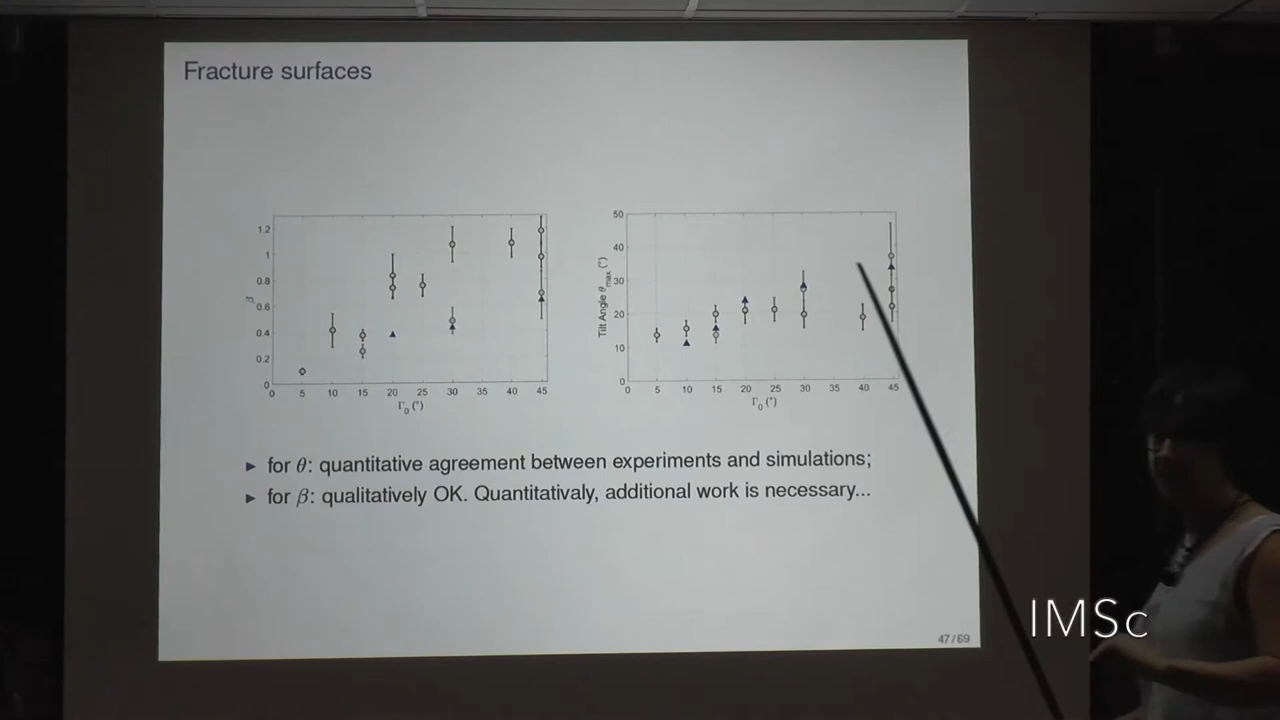 Fracture surfaces
1.2
1
0.8
0.6
0.4
0.2
0
β
0 5 10 15 20 25 30 35 40 45
Γ0 (°)
50
40
30
20
10
0
Tilt Angle θmax (°)
0 5 10 15 20 25 30 35 40 45
Γ0 (°)
► for θ: quantitative agreement between experiments and simulations;
► for β: qualitatively OK. Quantitativaly, additional work is necessary...
47/69
IMSc